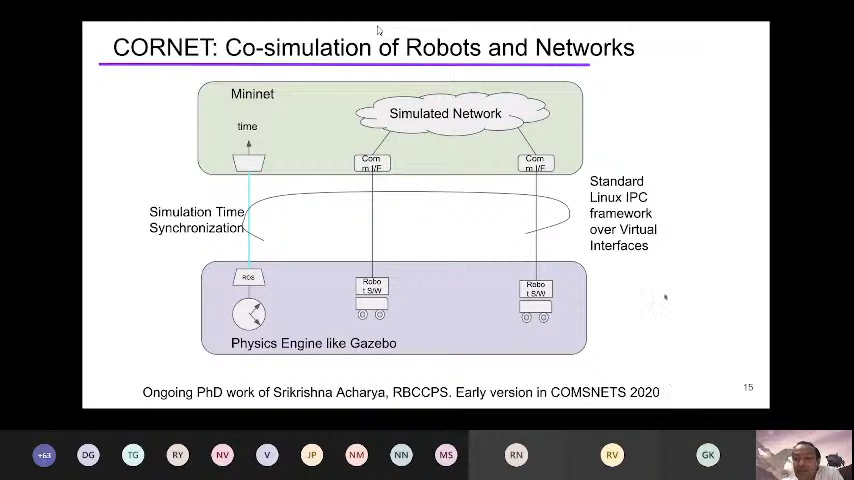 CORNET: Co-simulation of Robots and Networks
Mininet
time
Simulated Network
Com
m I/F
Com
m I/F
Simulation Time
Synchronization
Standard
Linux IPC
framework
over Virtual
Interfaces
ROS
Robo
t S/W
Robo
t S/W
Physics Engine like Gazebo
Ongoing PhD work of Srikrishna Acharya, RBCCPS. Early version in COMSNETS 2020
15
+63
DG
TG
RY
NV
V
JP
NM
NN
MS
RN
RV
GK